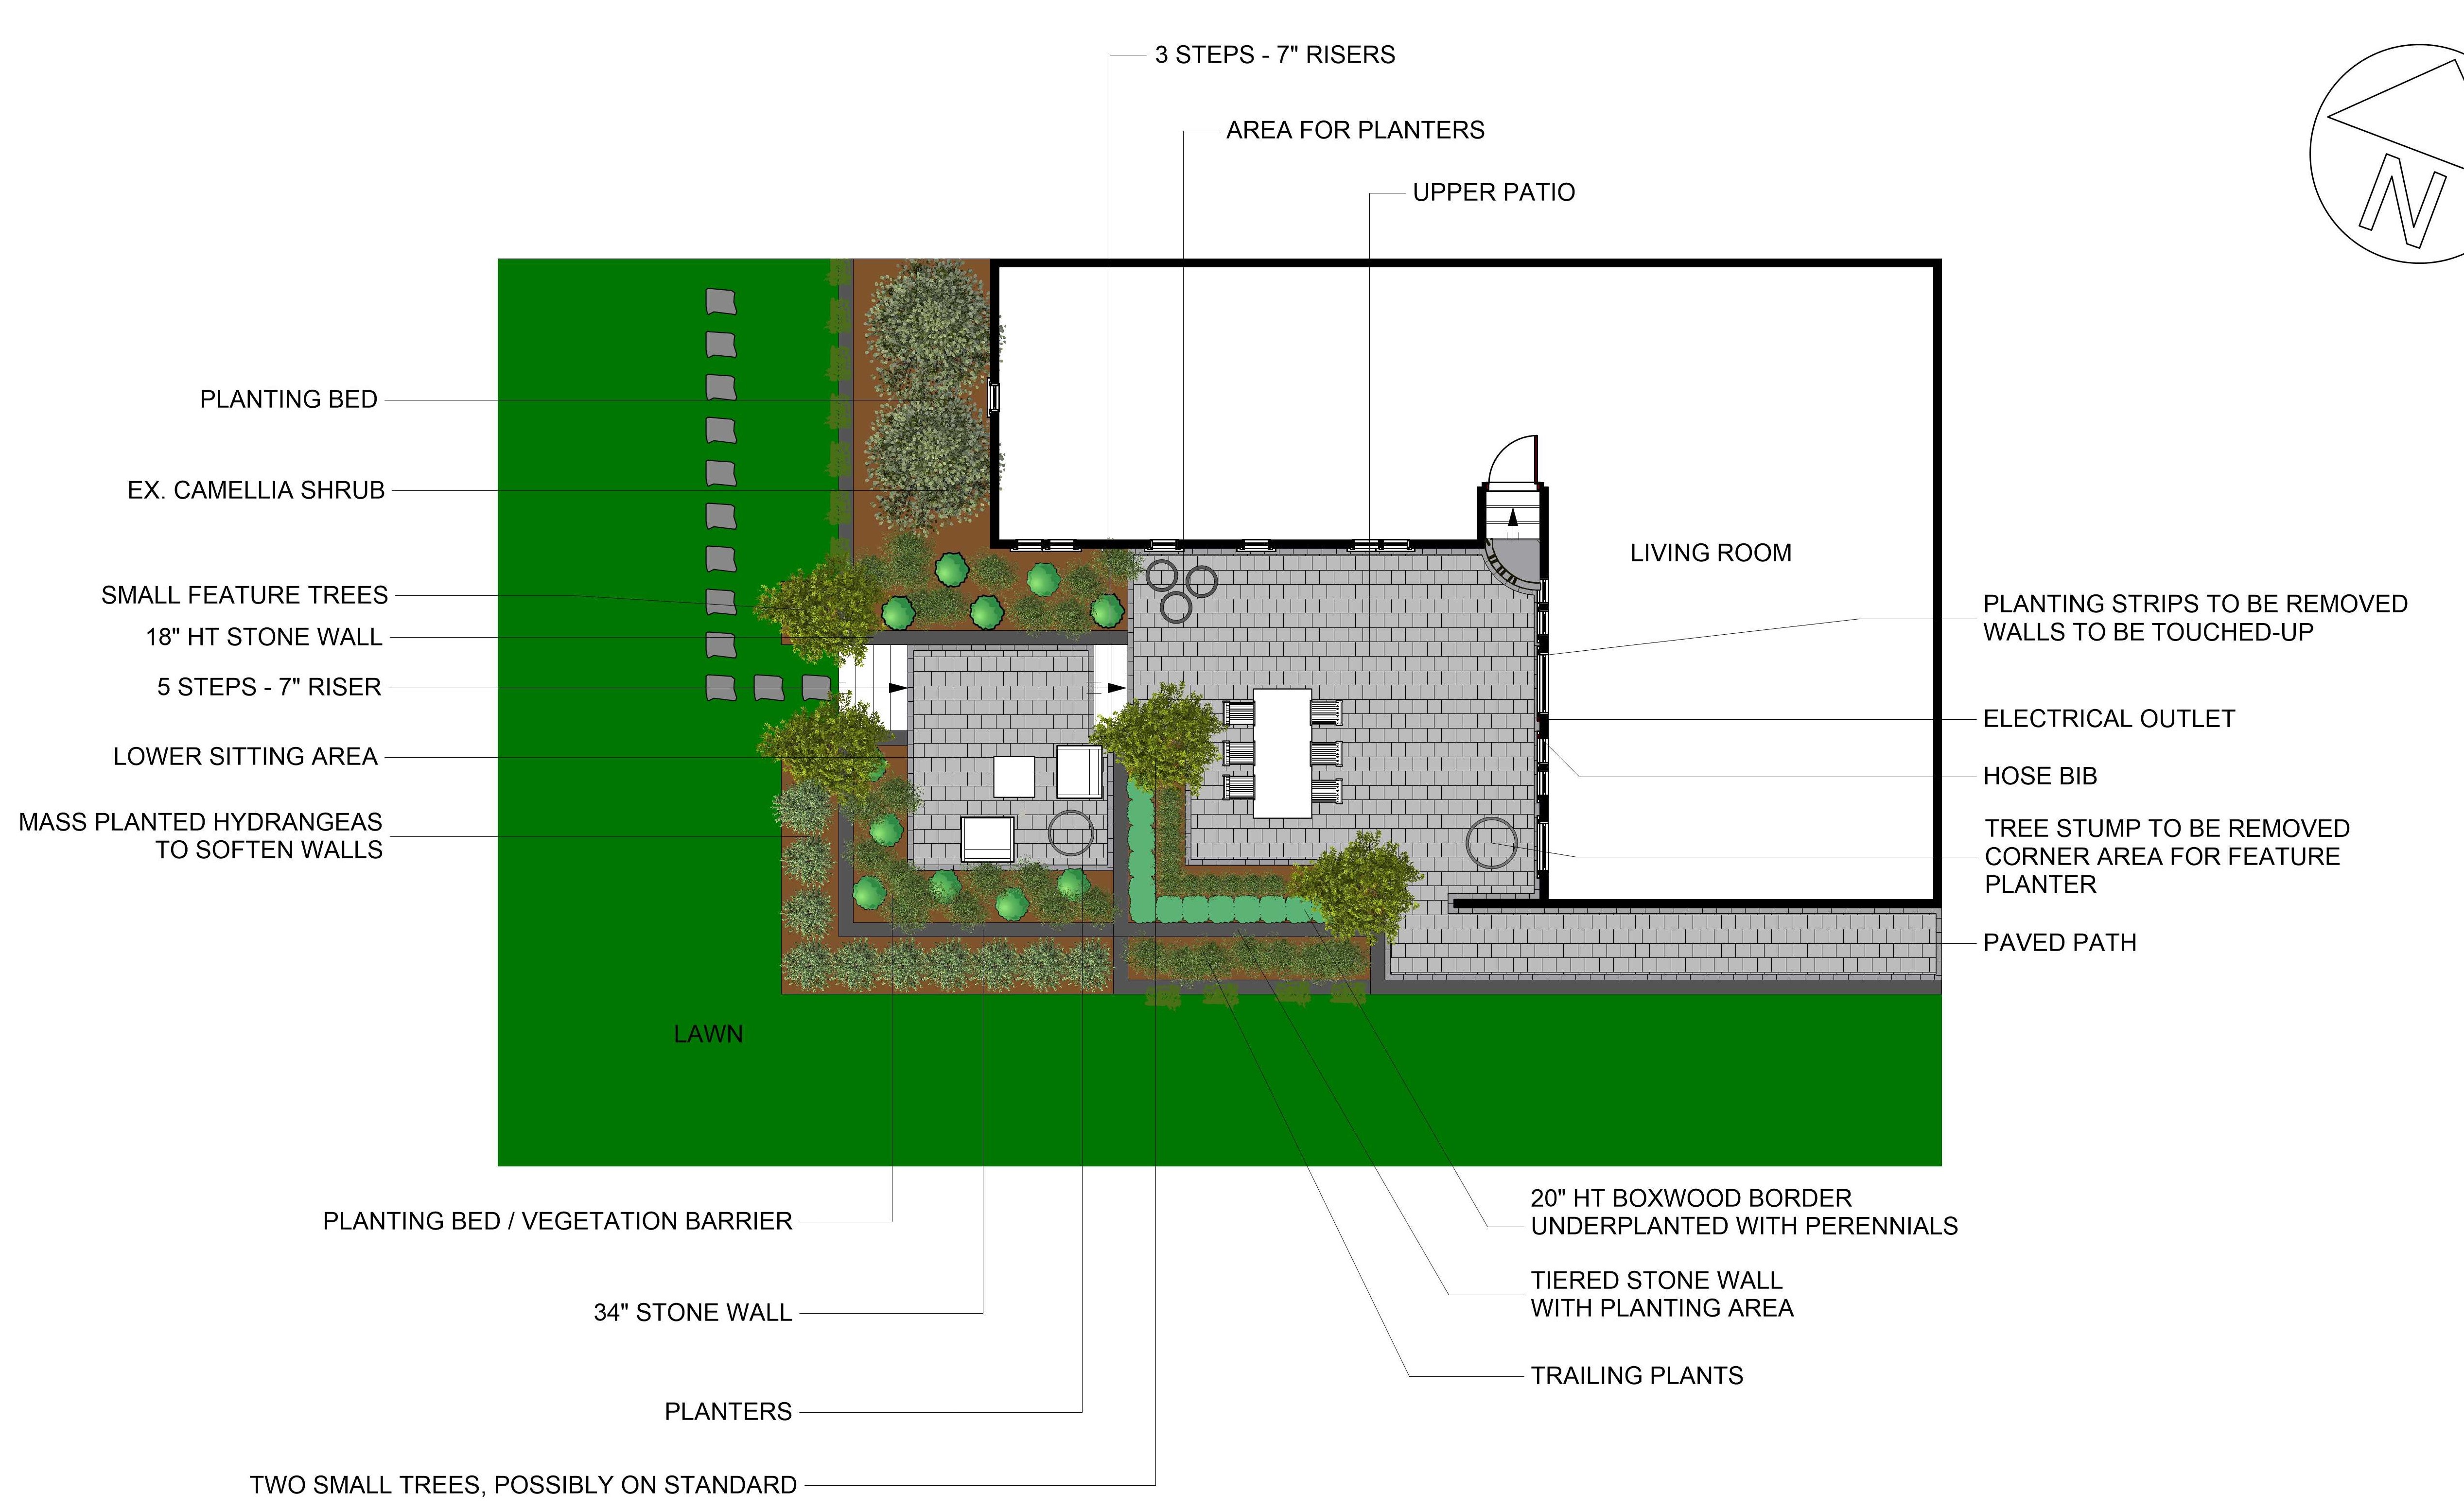 3 STEPS - 7" RISERS
AREA FOR PLANTERS
UPPER PATIO
N
PLANTING BED
EX. CAMELLIA SHRUB
SMALL FEATURE TREES
18" HT STONE WALL
5 STEPS - 7" RISER
LOWER SITTING AREA
MASS PLANTED HYDRANGEAS
TO SOFTEN WALLS
LIVING ROOM
PLANTING STRIPS TO BE REMOVED
WALLS TO BE TOUCHED-UP
ELECTRICAL OUTLET
HOSE BIB
TREE STUMP TO BE REMOVED
CORNER AREA FOR FEATURE
PLANTER
PAVED PATH
LAWN
PLANTING BED / VEGETATION BARRIER
34" STONE WALL
PLANTERS
TWO SMALL TREES, POSSIBLY ON STANDARD
20" HT BOXWOOD BORDER
UNDERPLANTED WITH PERENNIALS
TIERED STONE WALL
WITH PLANTING AREA
TRAILING PLANTS